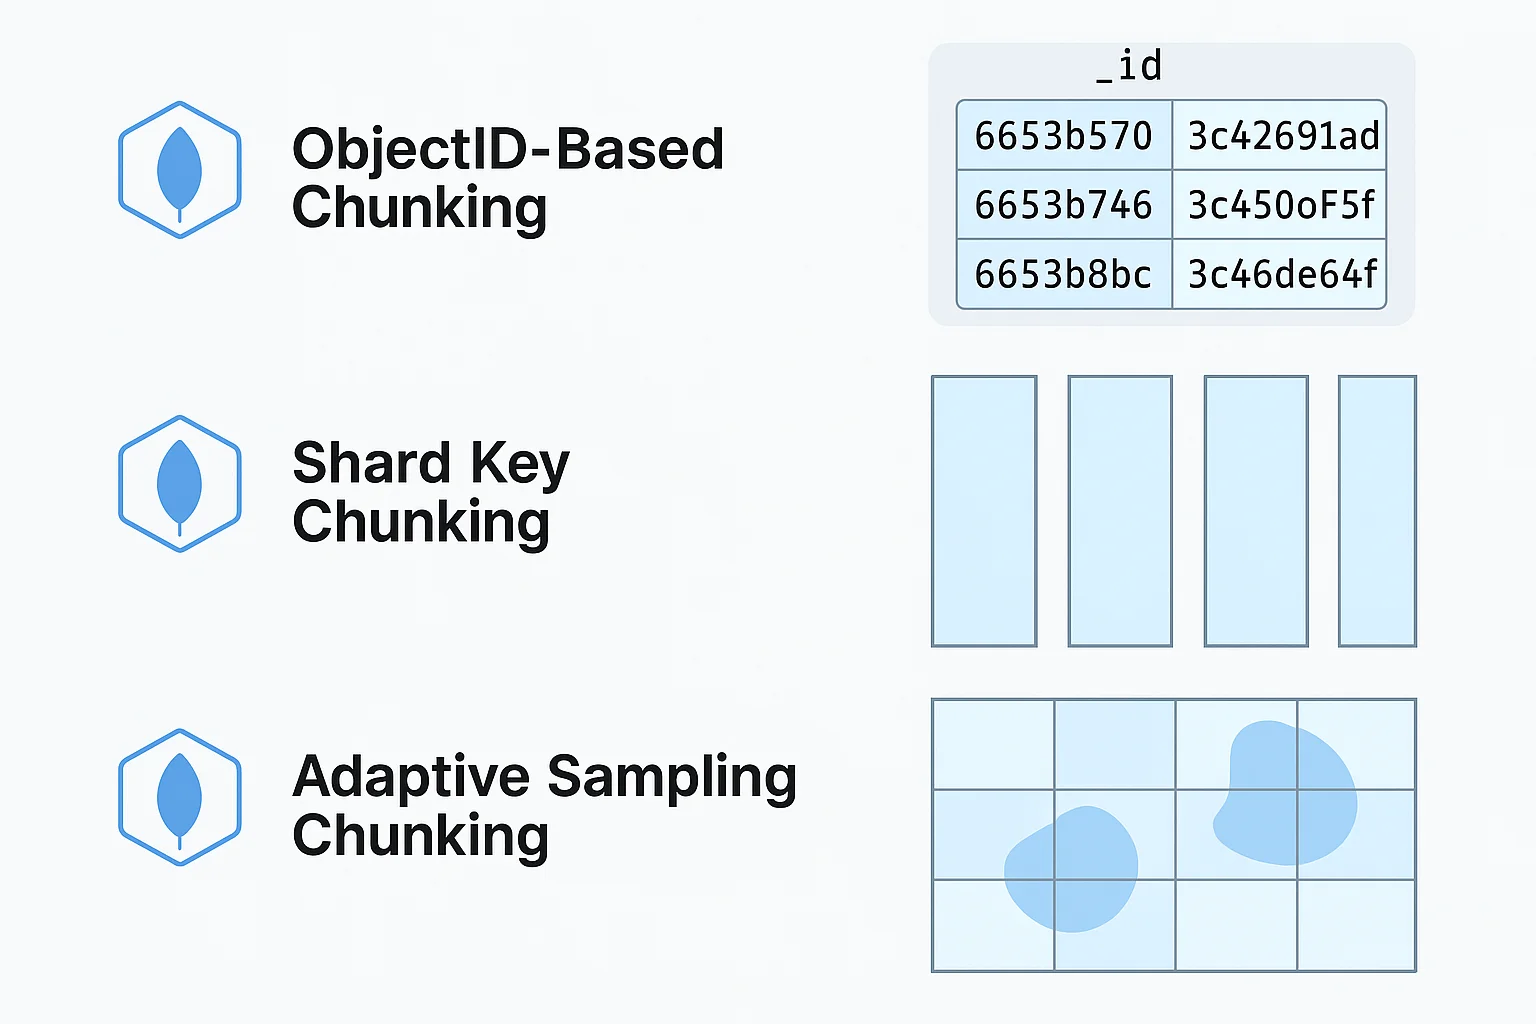 ObjectID-Based
Chunking
_id
6653b570 3c42691ad
6653b746 3c450oF5f
6653b8bc 3c46de64f
Shard Key
Chunking
Adaptive Sampling
Chunking